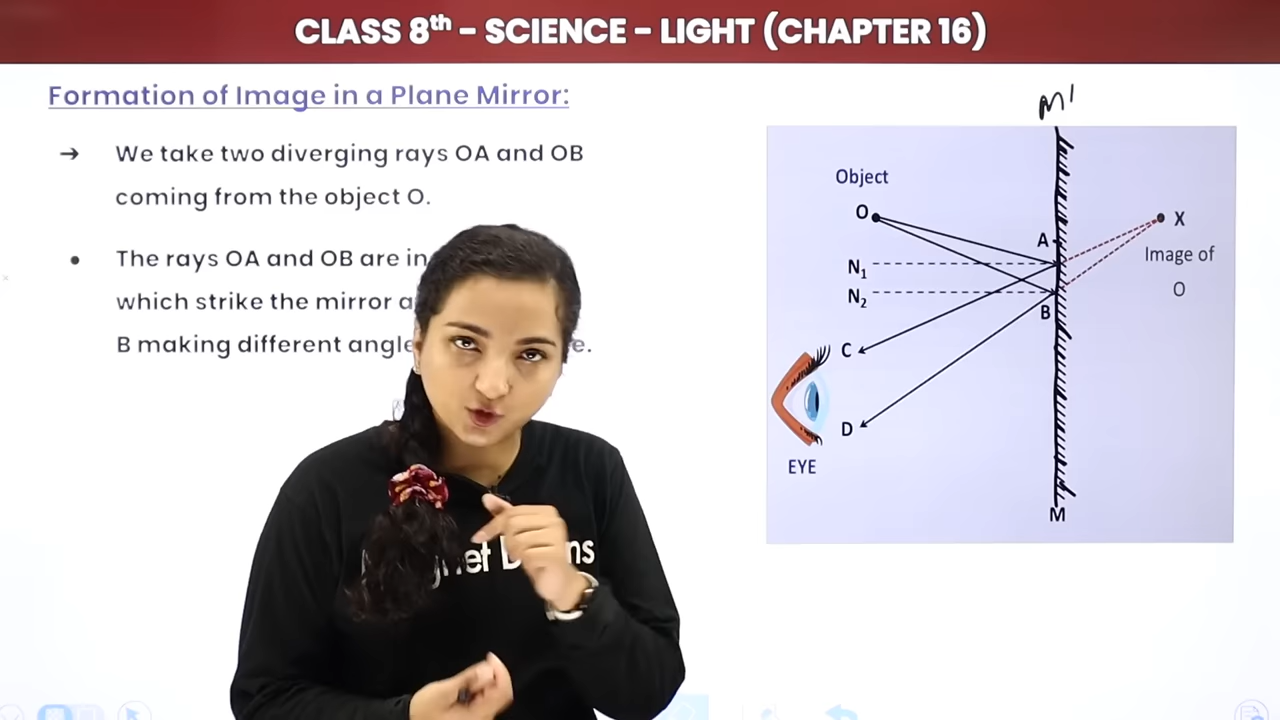 CLASS 8th - SCIENCE - LIGHT (CHAPTER 16)
Formation of Image in a Plane Mirror:
→ We take two diverging rays OA and OB
coming from the object O.
• The rays OA and OB are in
which strike the mirror
B making different angle
M'
Object
O
A
X
Image of
O
N₁
N₂
B
C
D
EYE
M